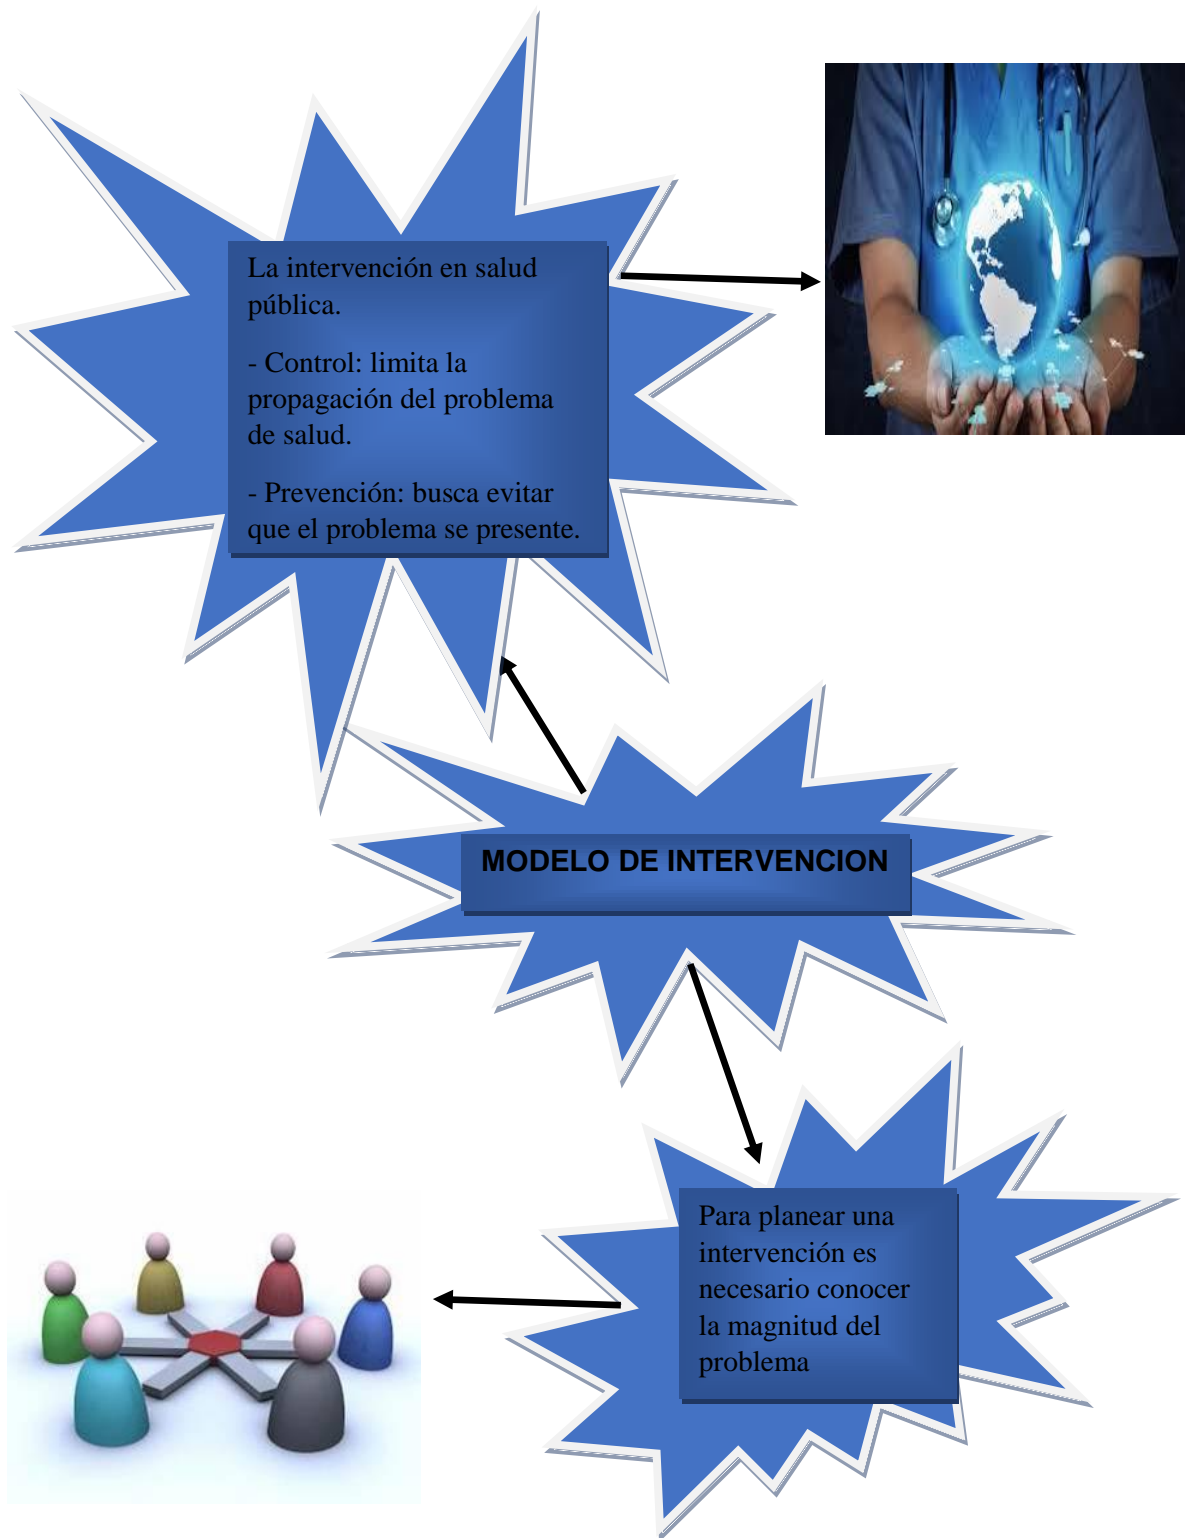 La intervención en salud
pública.
- Control: limita la
propagación del problema
de salud.
- Prevención: busca evitar
que el problema se presente.
MODELO DE INTERVENCION
Para planear una
intervención es
necesario conocer
la magnitud del
problema